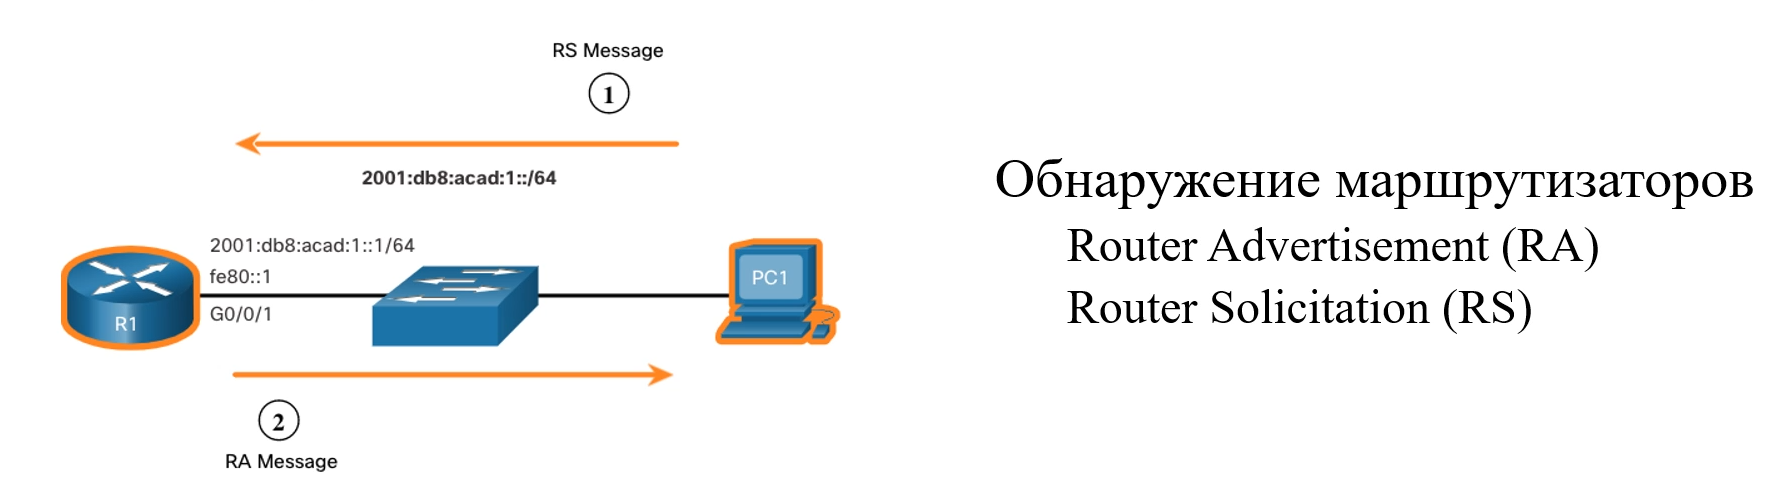 RS Message
1
2001:db8:acad:1::/64
2001:db8:acad:1::1/64
fe80::1
G0/0/1
R1
PC1
2
RA Message
Обнаружение маршрутизаторов
Router Advertisement (RA)
Router Solicitation (RS)